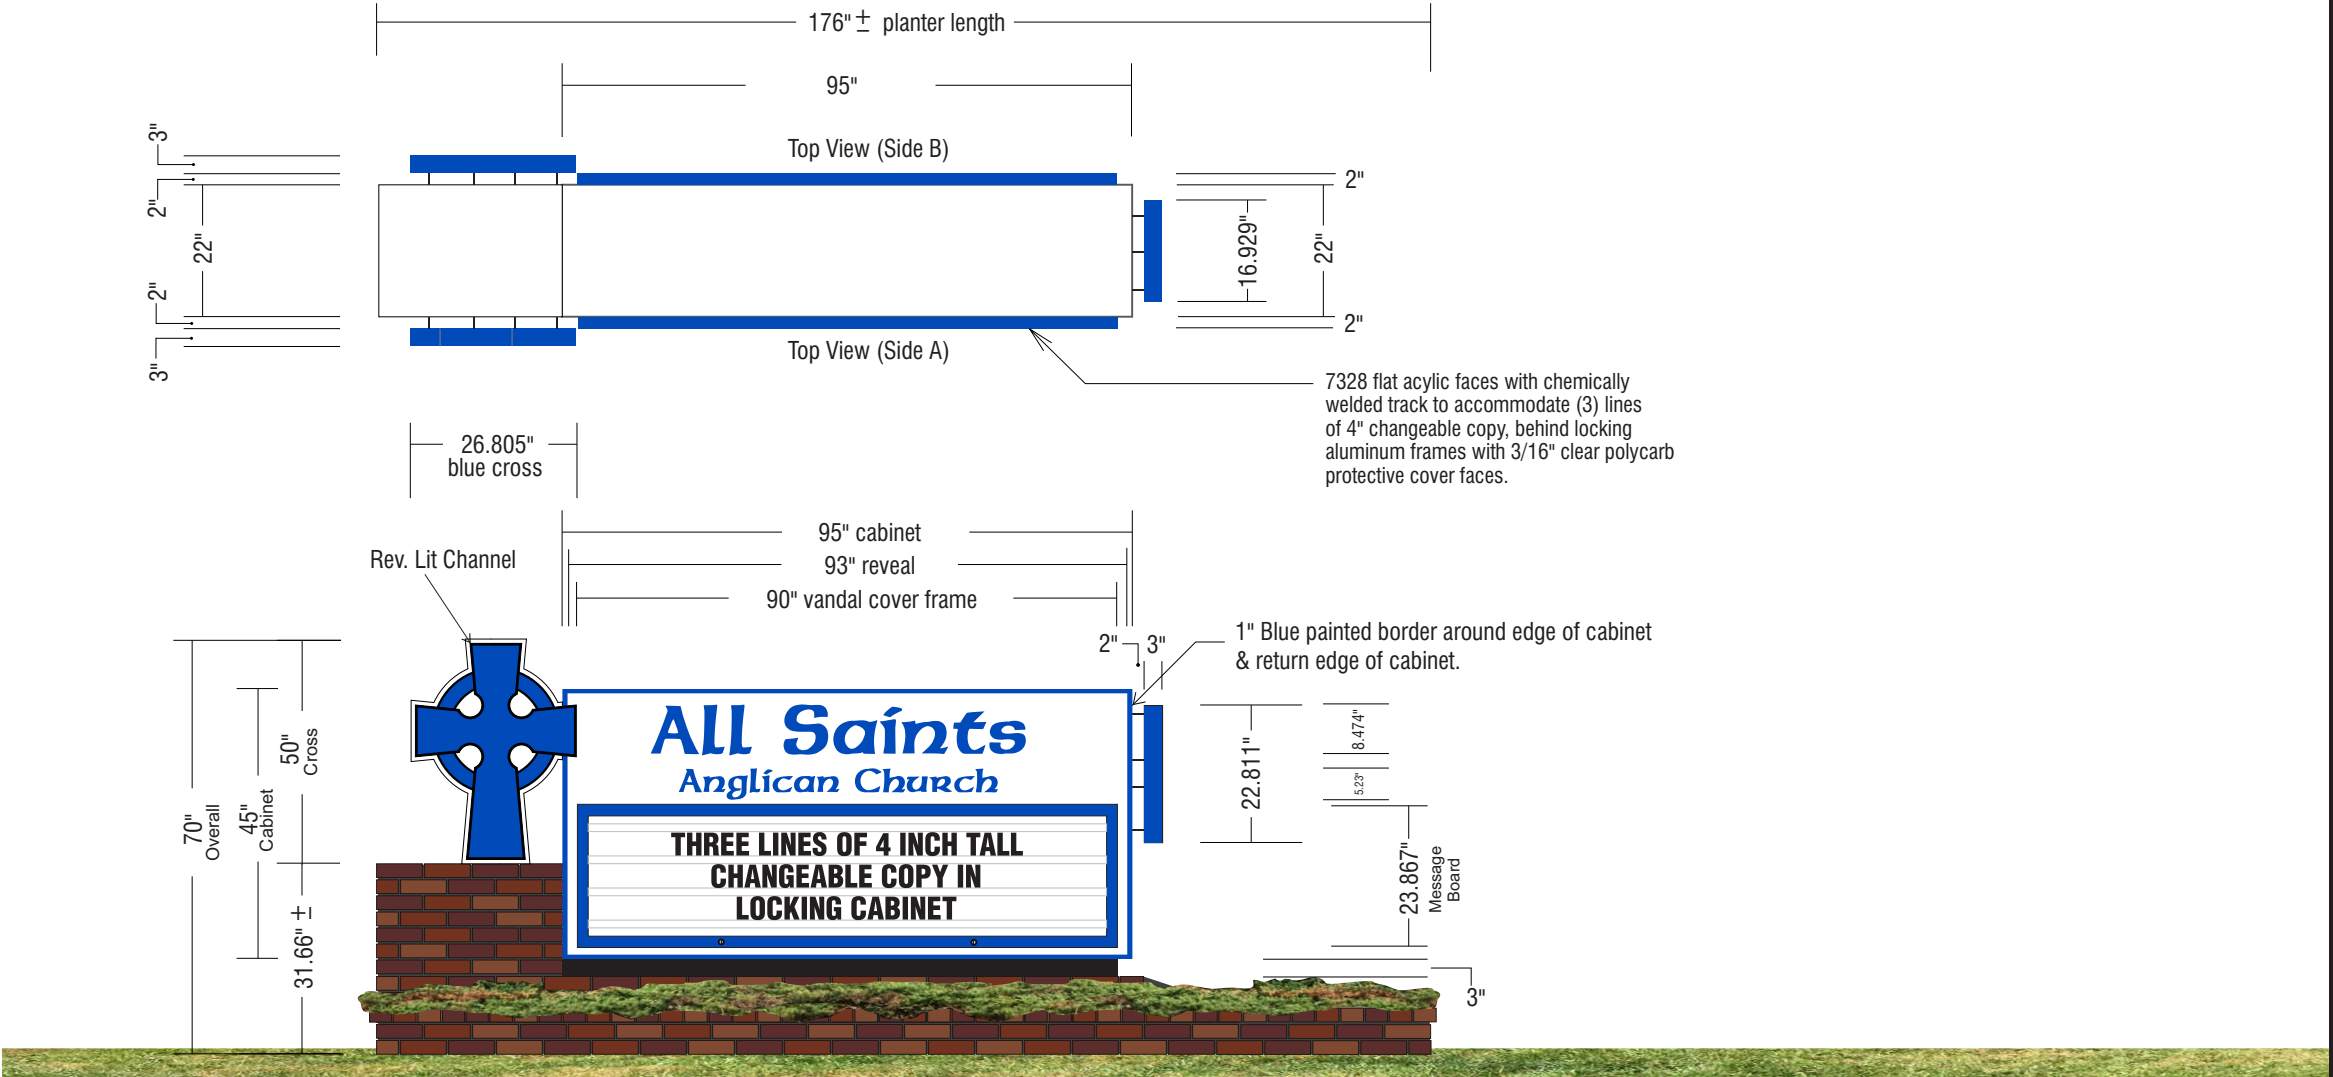 176" ± planter length
95"
3"
Top View (Side B)
2"
2"
22"
16.929"
22"
2"
2"
3"
Top View (Side A)
7328 flat acylic faces with chemically
welded track to accommodate (3) lines
of 4" changeable copy, behind locking
aluminum frames with 3/16" clear polycarb
protective cover faces.
26.805"
blue cross
95" cabinet
93" reveal
90" vandal cover frame
Rev. Lit Channel
2"
3"
1" Blue painted border around edge of cabinet
& return edge of cabinet.
All Saints
Anglican Church
THREE LINES OF 4 INCH TALL
CHANGEABLE COPY IN
LOCKING CABINET
70"
Overall
45"
Cabinet
50"
Cross
31.66" ±
22.811"
8.474"
5.23"
23.867"
Message
Board
3"